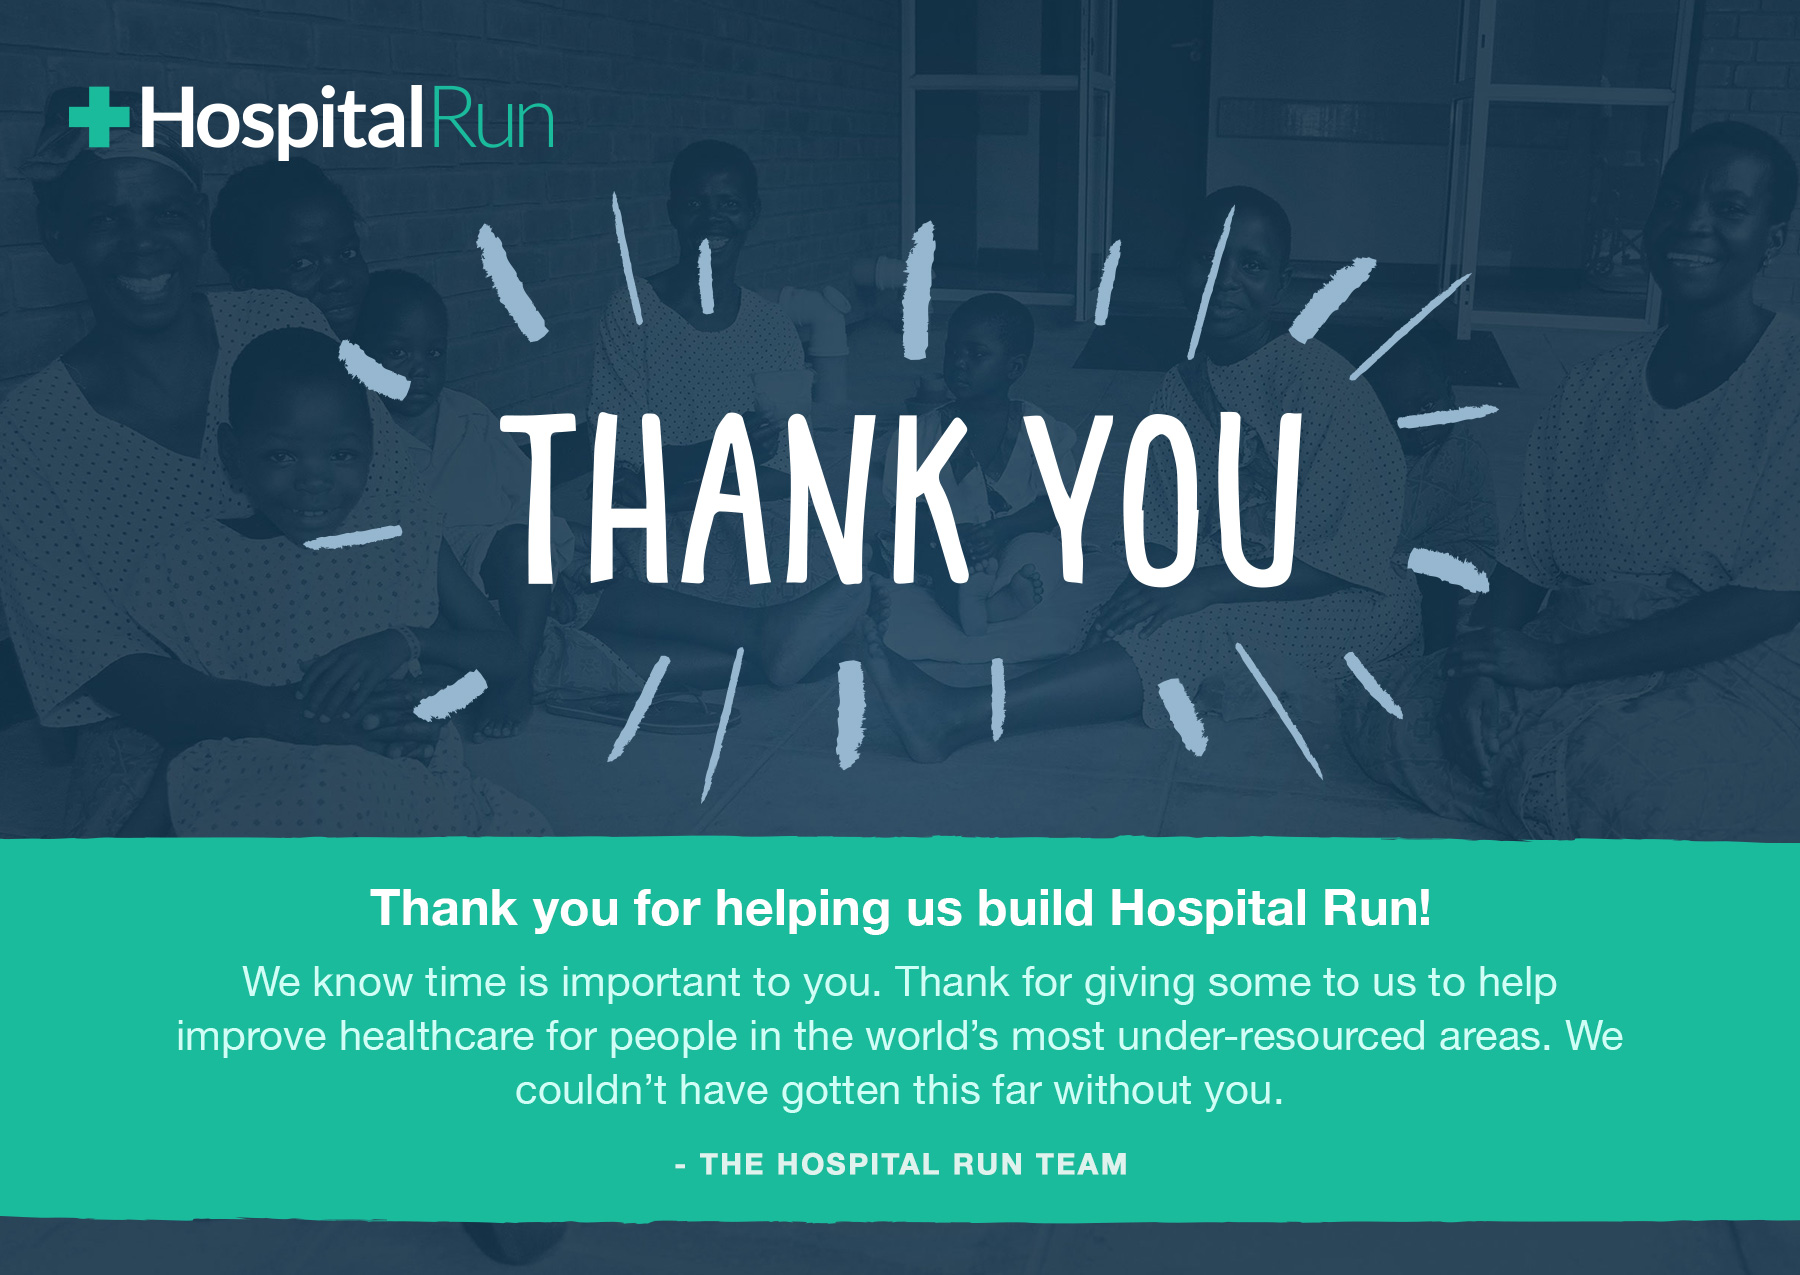 HospitalRun
THANK YOU
Thank you for helping us build Hospital Run!
We know time is important to you. Thank for giving some to us to help
improve healthcare for people in the world’s most under-resourced areas. We
couldn’t have gotten this far without you.
- THE HOSPITAL RUN TEAM